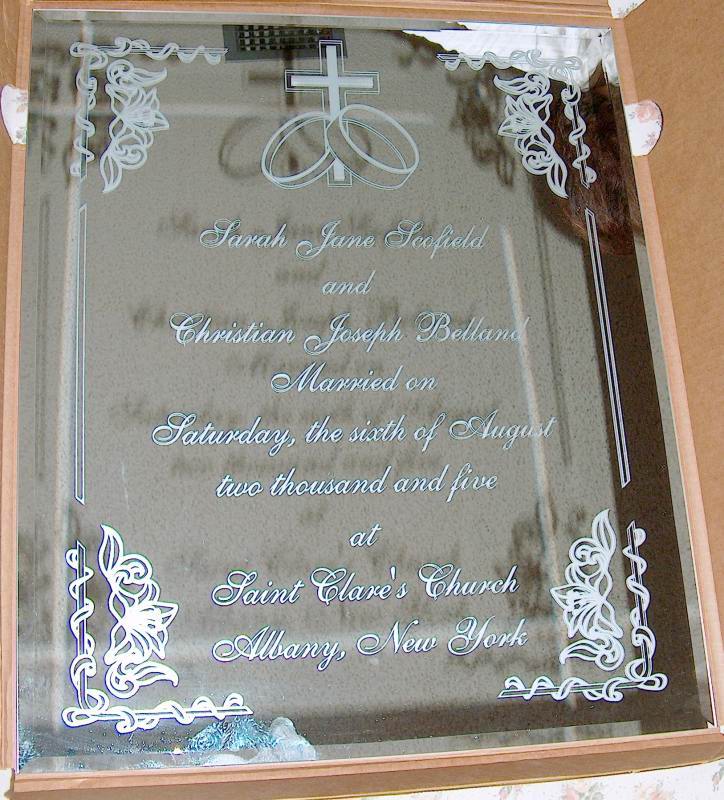 Sarah Jane Scofield
and
Christian Joseph Belland
Married on
Saturday, the sixth of August
two thousand and five
at
Saint Clare's Church
Albany, New York